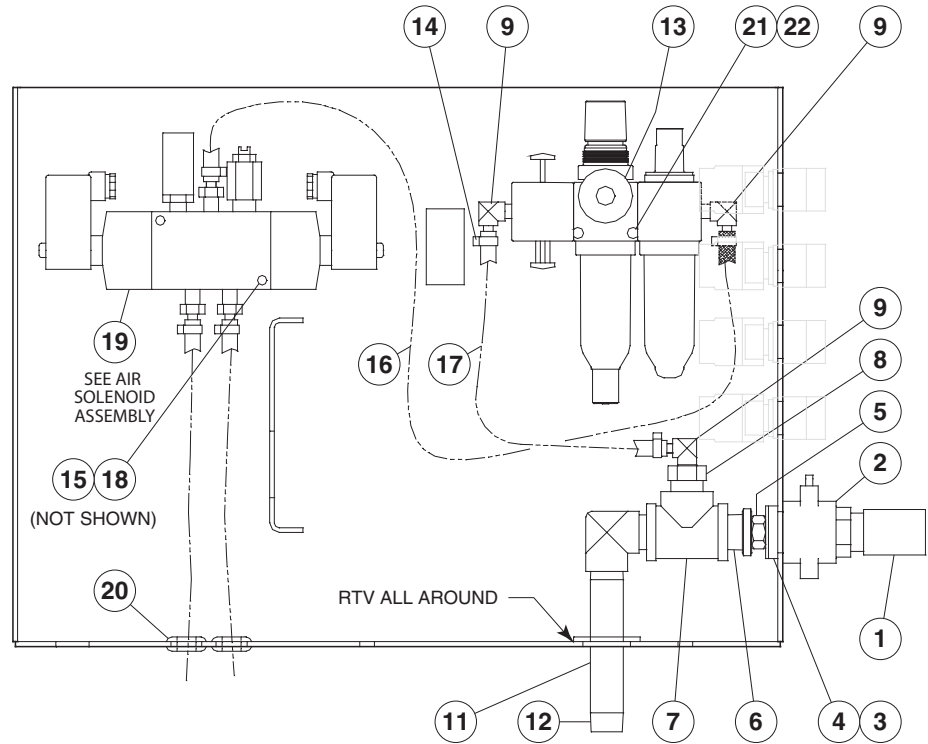 14 9 13 21 22 9
19
SEE AIR
SOLENOID
ASSEMBLY
16 17
9
8
5
2
15 18
(NOT SHOWN)
20
RTV ALL AROUND
1
11 12 7 6 4 3